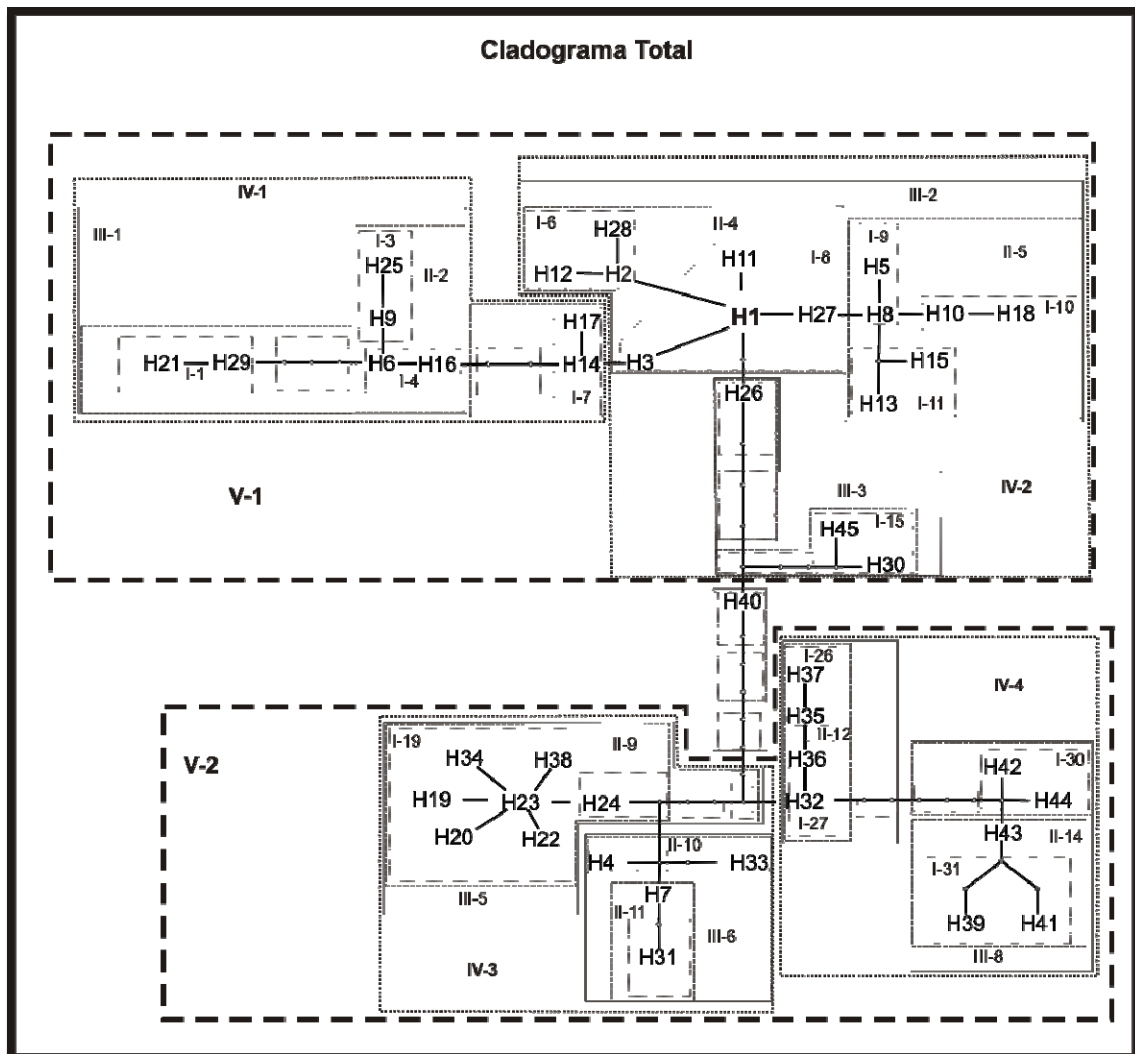 Cladograma Total
IV-1
III-2
III-1
I-6
II-4
I-3
H28
I-9
II-5
H25
II-2
H11
I-6
H5
H12
H2
H9
H17
H1
H27
H8
H10
H18
I-10
H21
I-1
H29
H6
H16
H14
H3
H15
I-4
I-7
H26
H13
I-11
V-1
III-3
IV-2
H45
I-15
H30
H40
I-26
H37
IV-4
I-19
II-9
H35
II-12
V-2
H34
H38
H36
H42
I-30
H19
H23
H24
H32
H44
H20
H22
I-27
H43
II-14
II-10
H4
H33
I-31
III-5
H7
II-11
H39
H41
III-6
H31
III-8
IV-3